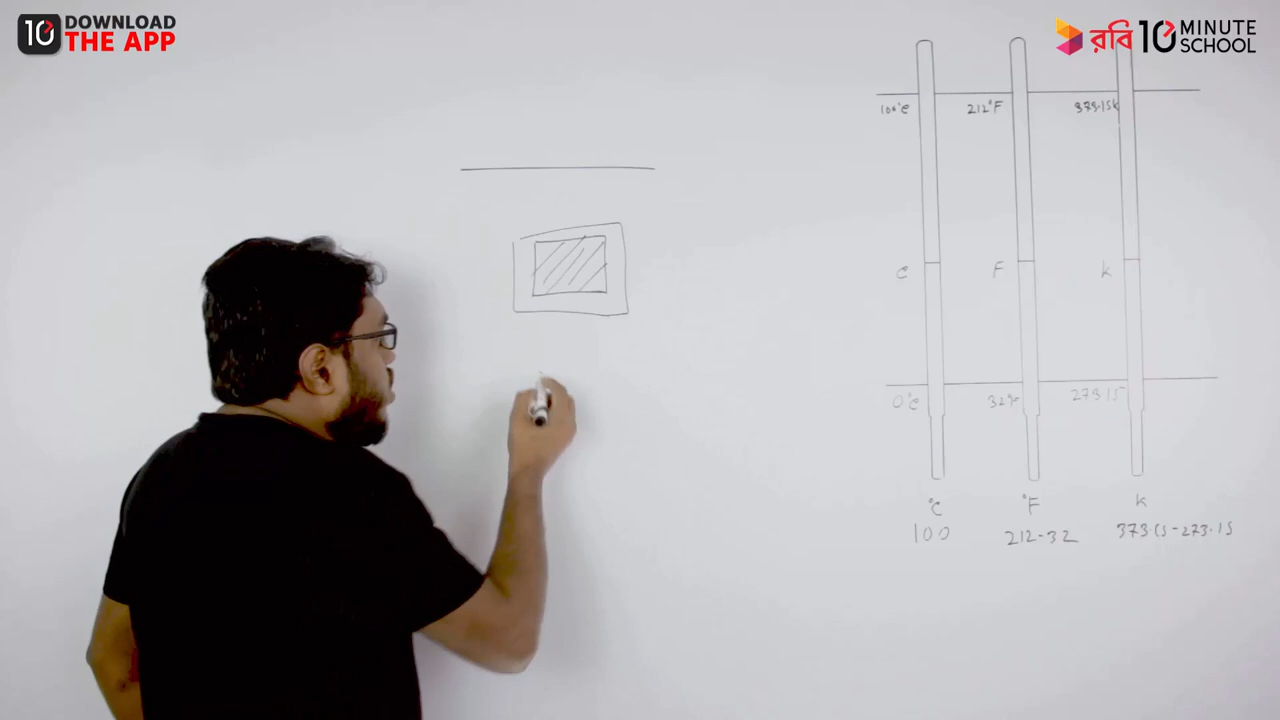 10 DOWNLOAD
THE APP
রবি 10 MINUTE
SCHOOL
100°C 212°F 373.15K
C F K
0°C 32°F 273.15
°C °F K
100 212-32 373.15-273.15